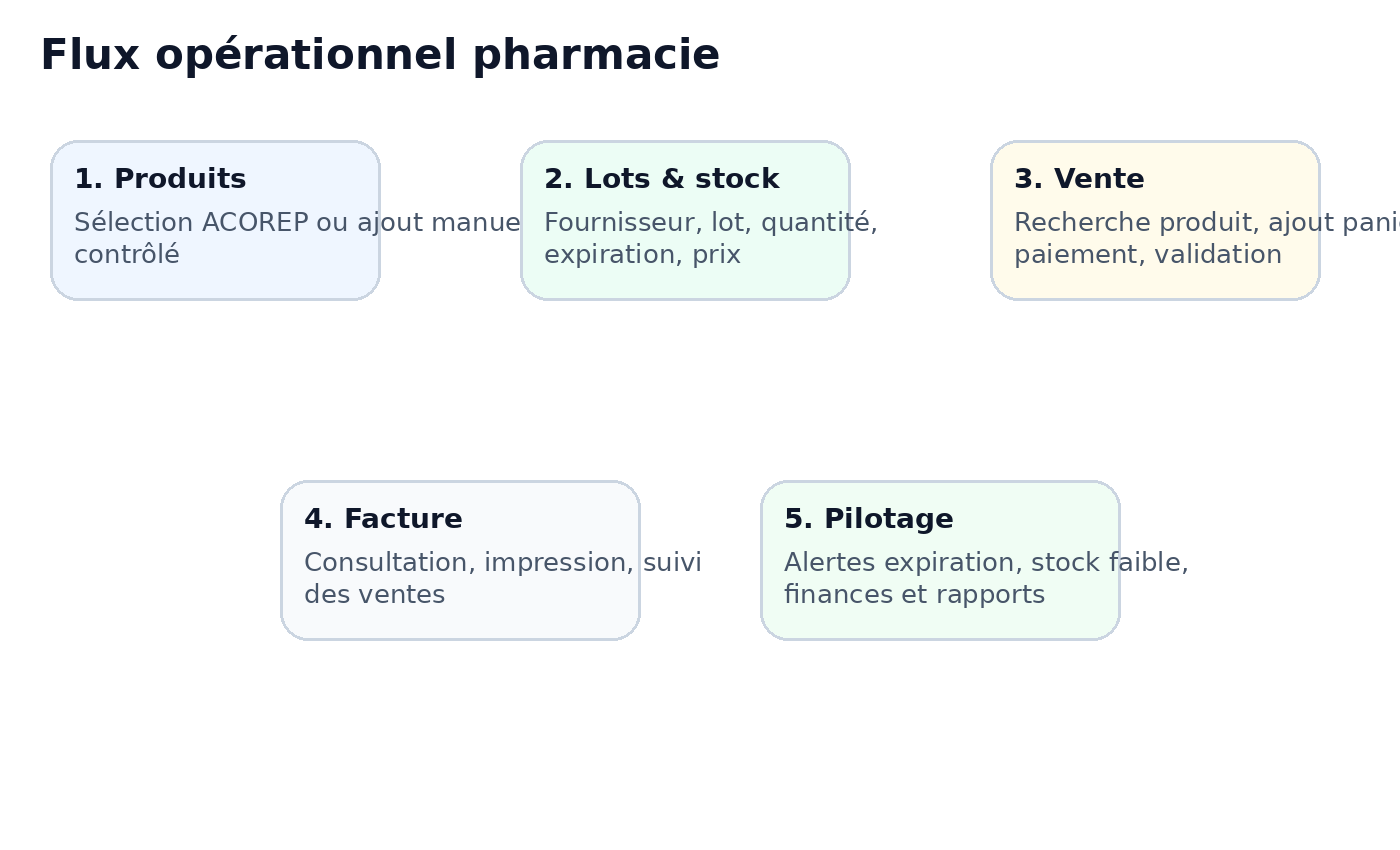 Flux opérationnel pharmacie
1. Produits
Sélection ACOREP ou ajout manue
contrôlé
2. Lots & stock
Fournisseur, lot, quantité,
expiration, prix
3. Vente
Recherche produit, ajout pani
paiement, validation
4. Facture
Consultation, impression, suivi
des ventes
5. Pilotage
Alertes expiration, stock faible,
finances et rapports